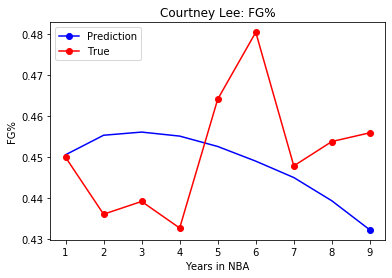 Courtney Lee: FG%
Prediction
True
FG%
0.48
0.47
0.46
0.45
0.44
0.43
1 2 3 4 5 6 7 8 9
Years in NBA